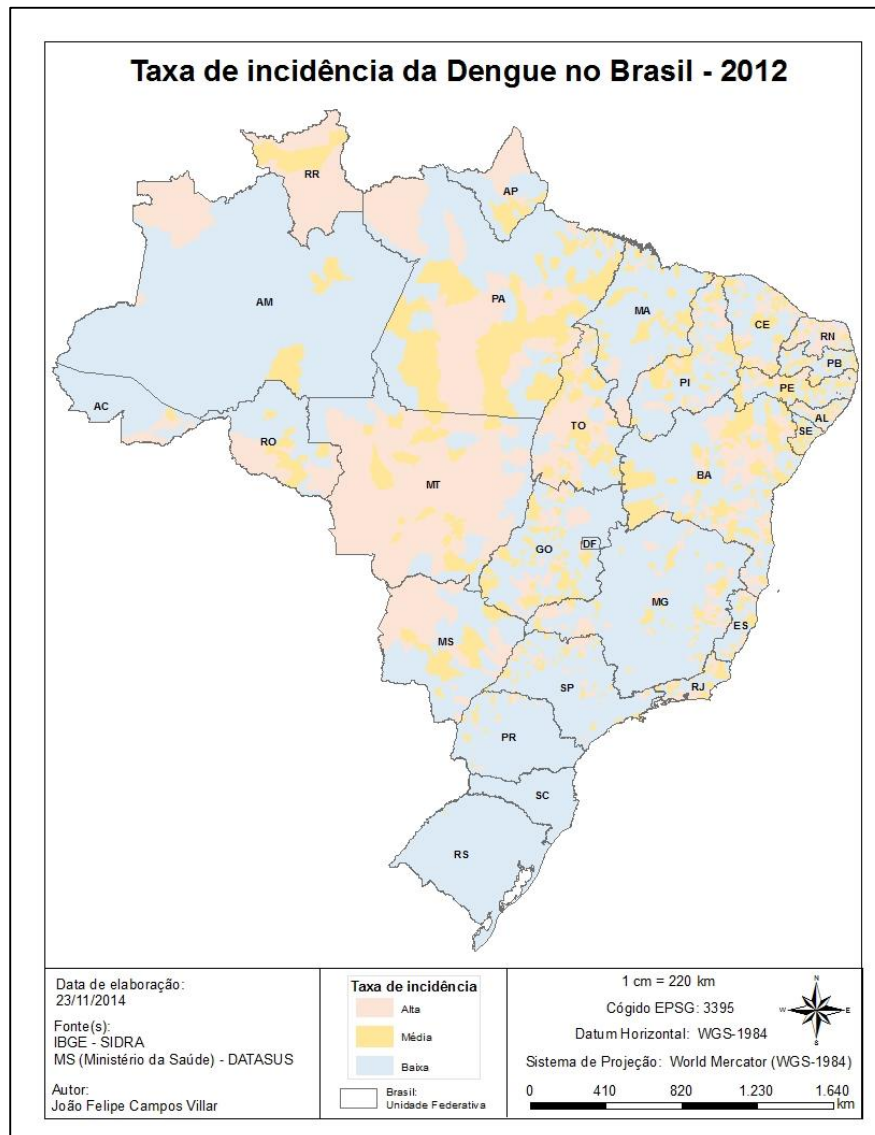 Taxa de incidência da Dengue no Brasil - 2012
RR
AP
AM
PA
MA
CE
RN
PB
PI
PE
AC
AL
TO
SE
RO
BA
MT
GO
DF
MG
ES
MS
SP
RJ
PR
SC
RS
Data de elaboração:
23/11/2014
Fonte(s):
IBGE - SIDRA
MS (Ministério da Saúde) - DATASUS
Autor:
João Felipe Campos Villar
Taxa de incidência
Alta
Média
Baixa
Brasil:
Unidade Federativa
1 cm = 220 km
Cógido EPSG: 3395
Datum Horizontal: WGS-1984
Sistema de Projeção: World Mercator (WGS-1984)
N
W E
S
0 410 820 1.230 1.640
km